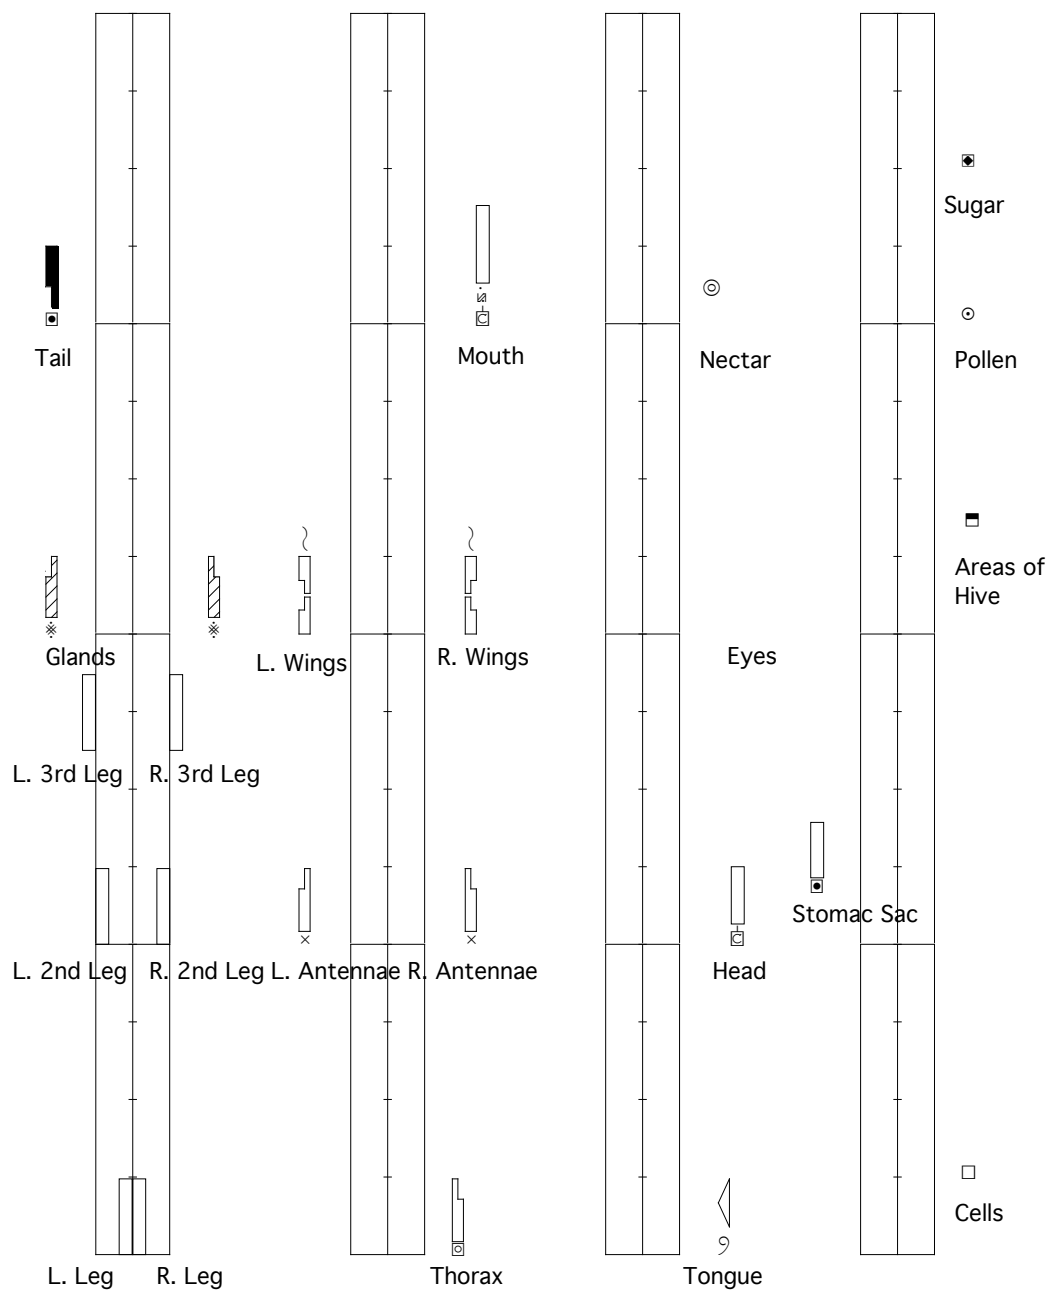 Sugar
Tail
Mouth
Nectar
Pollen
Areas of
Hive
Glands
L. Wings
R. Wings
Eyes
L. 3rd Leg
R. 3rd Leg
Stomac Sac
L. 2nd Leg
R. 2nd Leg
L. Antennae
R. Antennae
Head
Cells
L. Leg
R. Leg
Thorax
Tongue